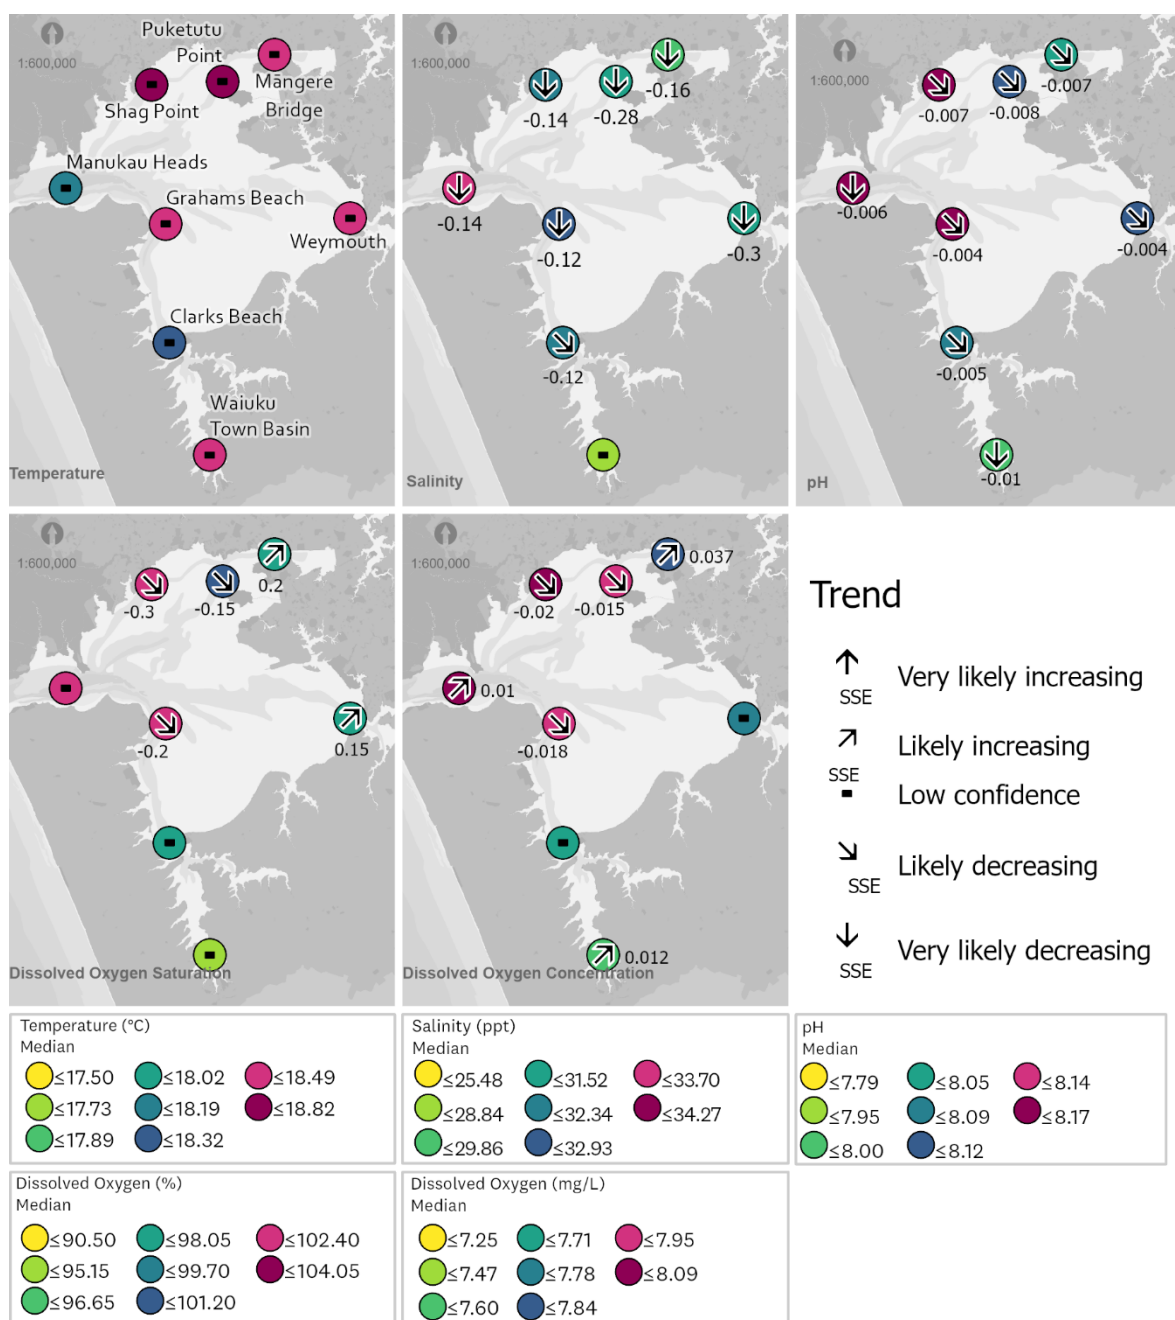 1:600,000
Puketutu
Point
Māngere
Bridge
Shag Point
Manukau Heads
Grahams Beach
Weymouth
Clarks Beach
Waiuku
Town Basin
Temperature
-0.16
-0.14
-0.28
-0.14
-0.12
-0.3
-0.12
Salinity
1:600,000
-0.007
-0.007
-0.008
-0.006
-0.004
-0.004
-0.005
-0.01
pH
1:600,000
0.2
-0.3
-0.15
-0.2
0.15
Dissolved Oxygen Saturation
0.037
-0.02
-0.015
0.01
-0.018
0.012
Dissolved Oxygen Concentration
Trend
SSE
Very likely increasing
SSE
Likely increasing
Low confidence
SSE
Likely decreasing
SSE
Very likely decreasing
Temperature (°C)
Median
≤17.50 ≤18.02 ≤18.49
≤17.73 ≤18.19 ≤18.82
≤17.89 ≤18.32
Salinity (ppt)
Median
≤25.48 ≤31.52 ≤33.70
≤28.84 ≤32.34 ≤34.27
≤29.86 ≤32.93
pH
Median
≤7.79 ≤8.05 ≤8.14
≤7.95 ≤8.09 ≤8.17
≤8.00 ≤8.12
Dissolved Oxygen (%)
Median
≤90.50 ≤98.05 ≤102.40
≤95.15 ≤99.70 ≤104.05
≤96.65 ≤101.20
Dissolved Oxygen (mg/L)
Median
≤7.25 ≤7.71 ≤7.95
≤7.47 ≤7.78 ≤8.09
≤7.60 ≤7.84